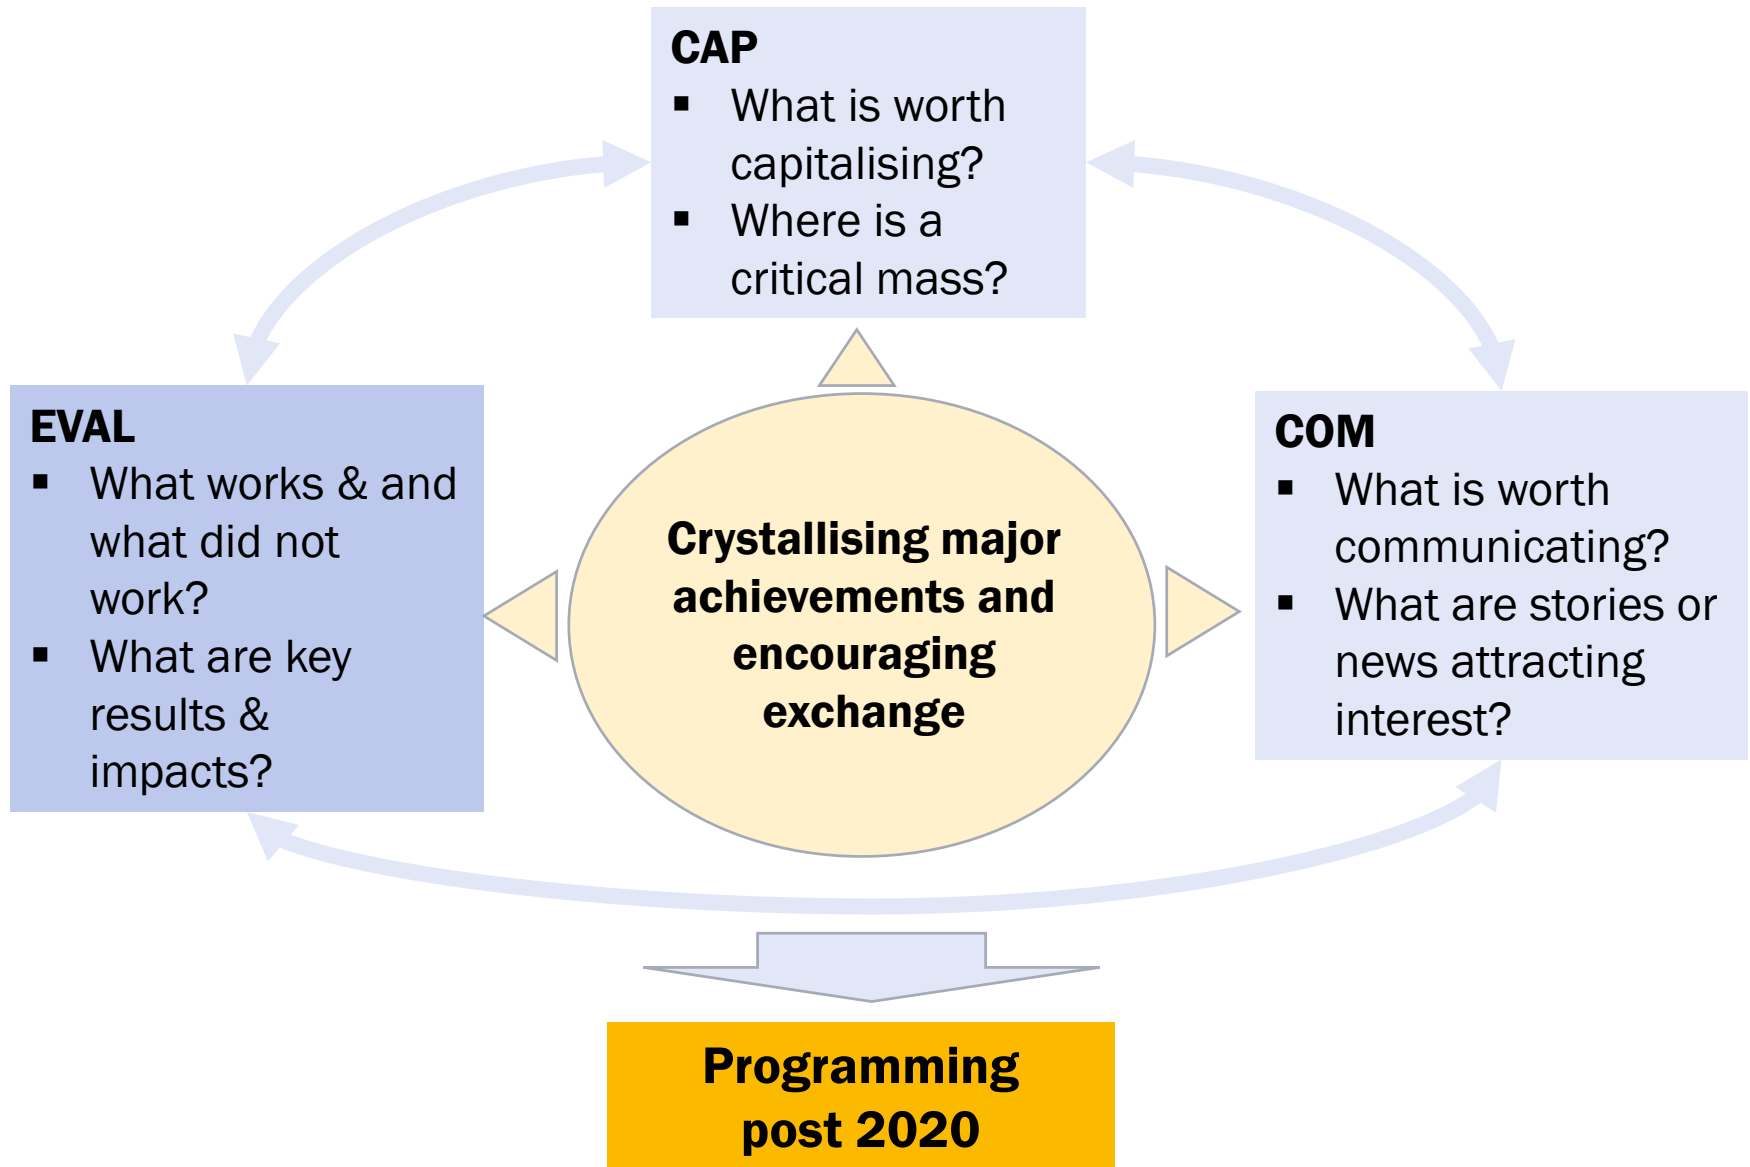 CAP
▪ What is worth
capitalising?
▪ Where is a
critical mass?
EVAL
▪ What works & and
what did not
work?
▪ What are key
results &
impacts?
Crystallising major
achievements and
encouraging
exchange
COM
▪ What is worth
communicating?
▪ What are stories or
news attracting
interest?
Programming
post 2020